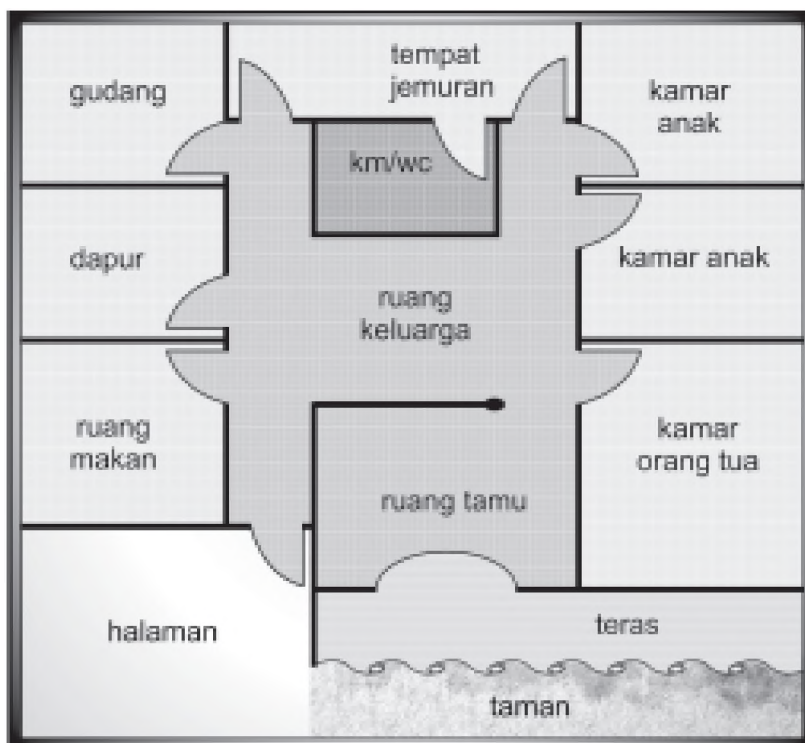 gudang
tempat
jemuran
kamar
anak
km/wc
dapur
kamar anak
ruang
keluarga
ruang
makan
kamar
orang tua
ruang tamu
halaman
teras
taman